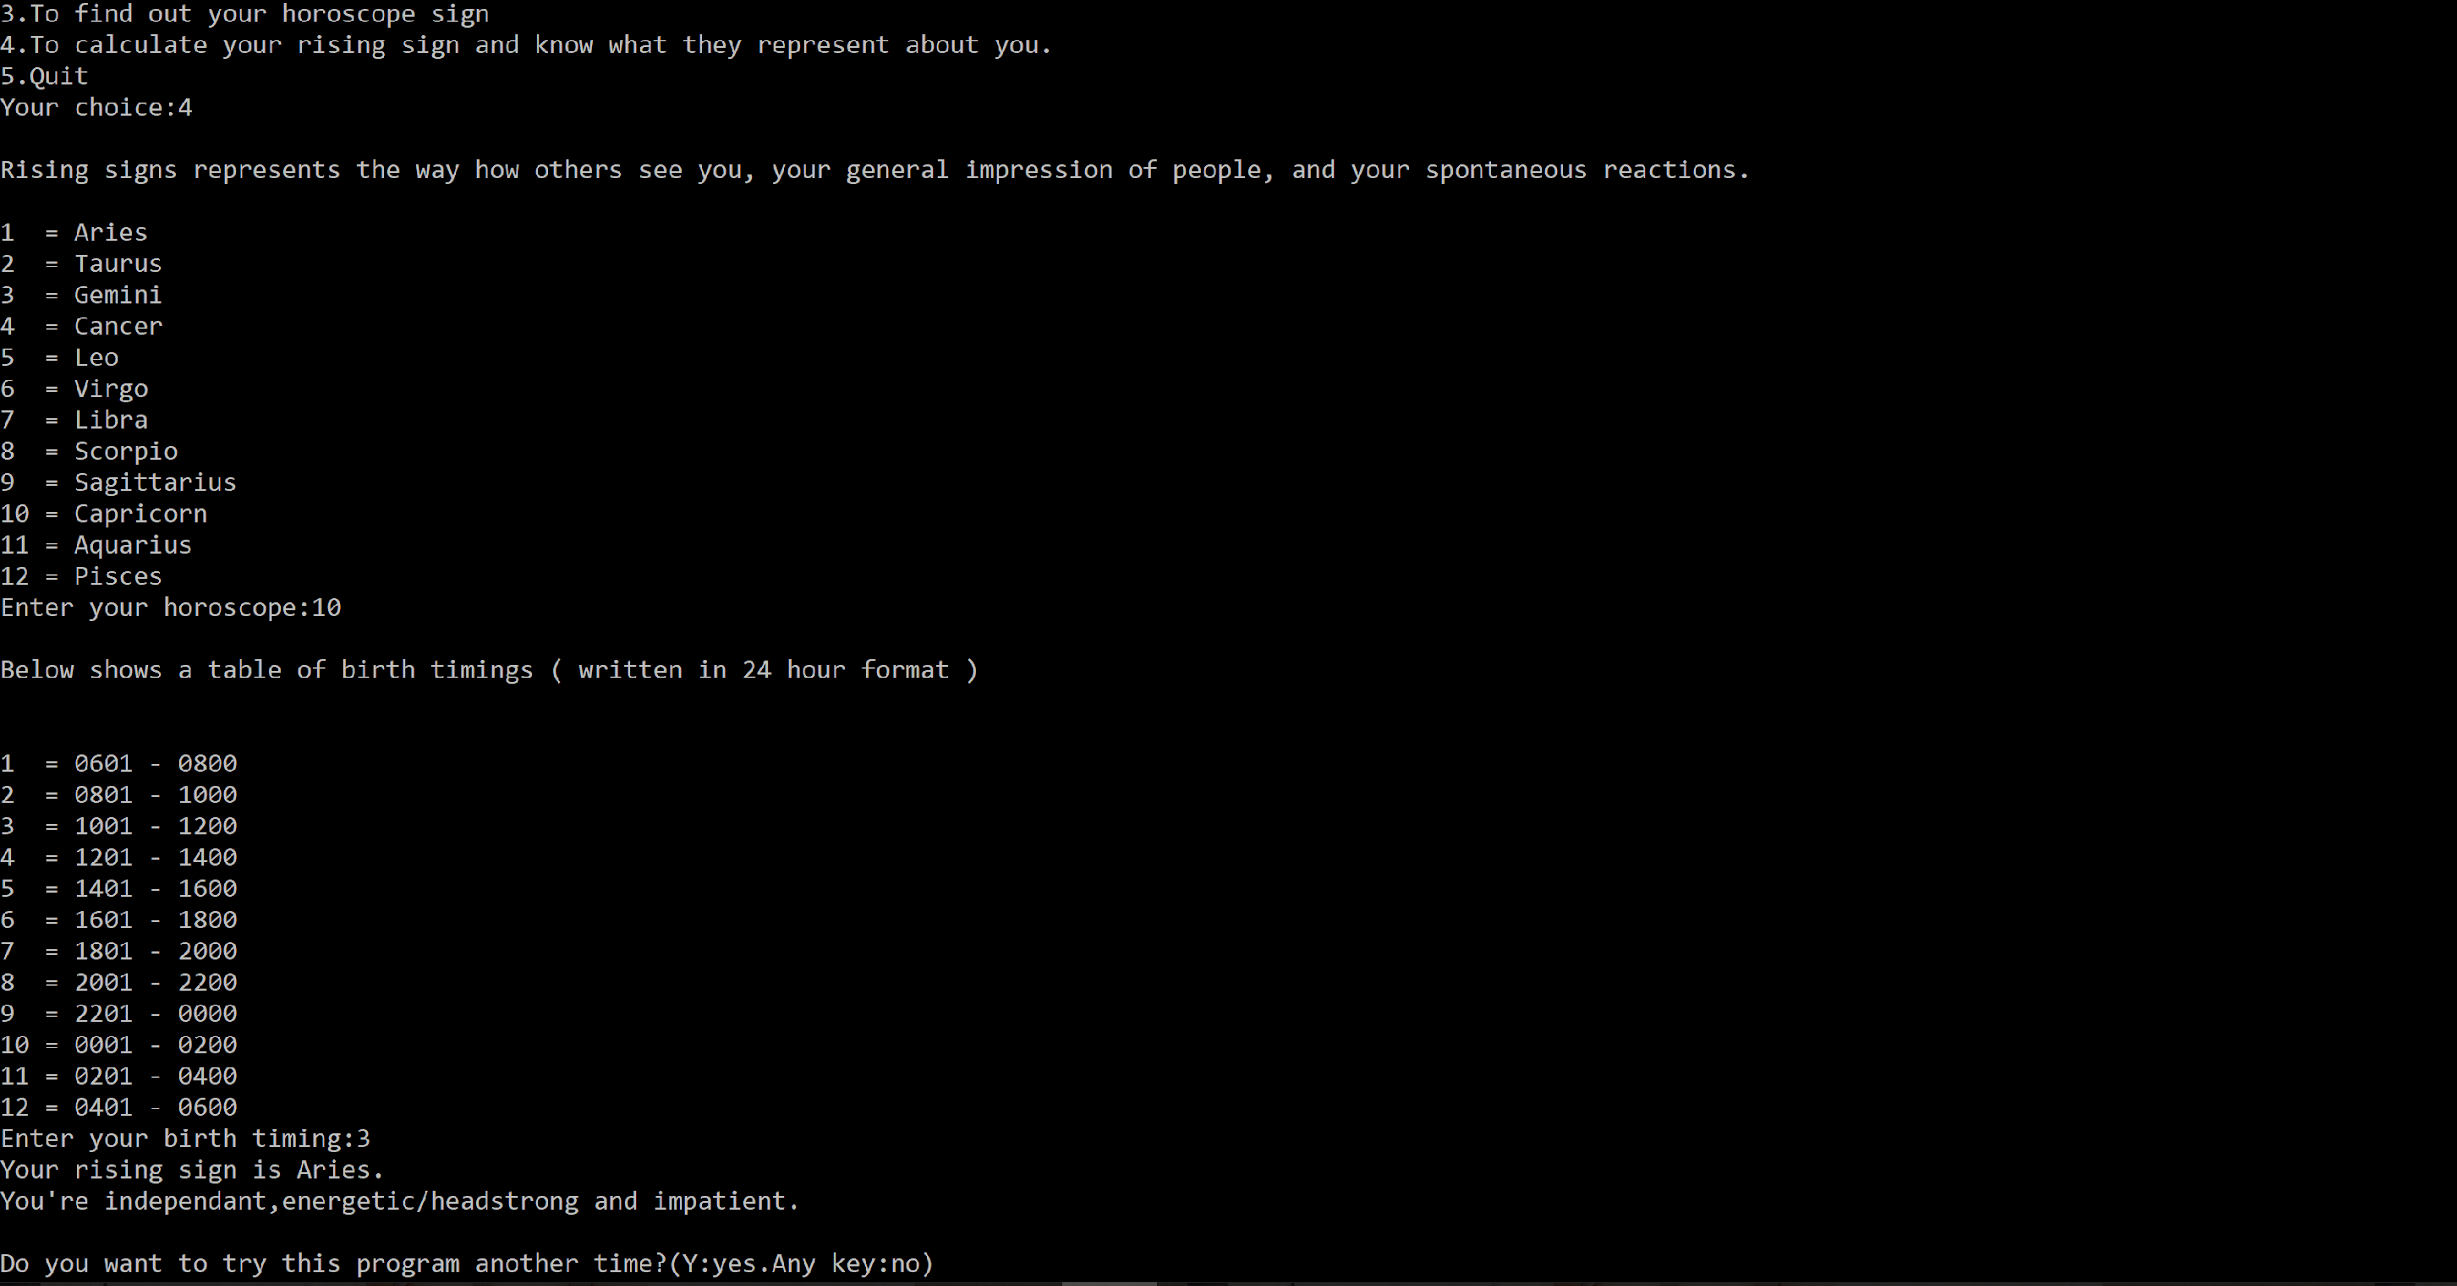 3.To find out your horoscope sign
4.To calculate your rising sign and know what they represent about you.
5.Quit
Your choice:4
Rising signs represents the way how others see you, your general impression of people, and your spontaneous reactions.
1  = Aries
2  = Taurus
3  = Gemini
4  = Cancer
5  = Leo
6  = Virgo
7  = Libra
8  = Scorpio
9  = Sagittarius
10 = Capricorn
11 = Aquarius
12 = Pisces
Enter your horoscope:10
Below shows a table of birth timings ( written in 24 hour format )
1  = 0601 - 0800
2  = 0801 - 1000
3  = 1001 - 1200
4  = 1201 - 1400
5  = 1401 - 1600
6  = 1601 - 1800
7  = 1801 - 2000
8  = 2001 - 2200
9  = 2201 - 0000
10 = 0001 - 0200
11 = 0201 - 0400
12 = 0401 - 0600
Enter your birth timing:3
Your rising sign is Aries.
You're independant,energetic/headstrong and impatient.
Do you want to try this program another time?(Y:yes.Any key:no)